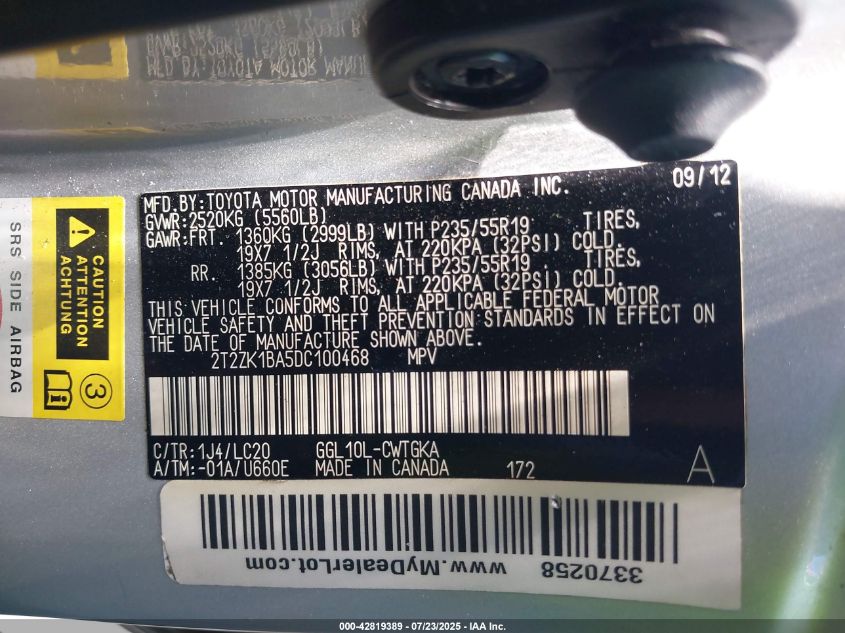 MFD. BY: TOYOTA MOTOR MANUFACTURING CANADA INC. 09/12
GVWR: 2520KG (5560LB)
GAWR: FRT. 1360KG (2999LB) WITH P235/55R19 TIRES,
19X7 1/2J RIMS, AT 220KPA (32PSI) COLD.
RR. 1385KG (3056LB) WITH P235/55R19 TIRES,
19X7 1/2J RIMS, AT 220KPA (32PSI) COLD.
THIS VEHICLE CONFORMS TO ALL APPLICABLE FEDERAL MOTOR
VEHICLE SAFETY AND THEFT PREVENTION STANDARDS IN EFFECT ON
THE DATE OF MANUFACTURE SHOWN ABOVE.
2T2ZK1BA5DC100468 MPV
C/TR: 1J4/LC20 GGL10L-CWTGKA
A/TM: -01A/U660E MADE IN CANADA 172 A
SRS SIDE AIRBAG
CAUTION
ATTENTION
ACHTUNG
3
www.MyDealerLot.com
3370258
000-42819389 - 07/23/2025 - IAA Inc.